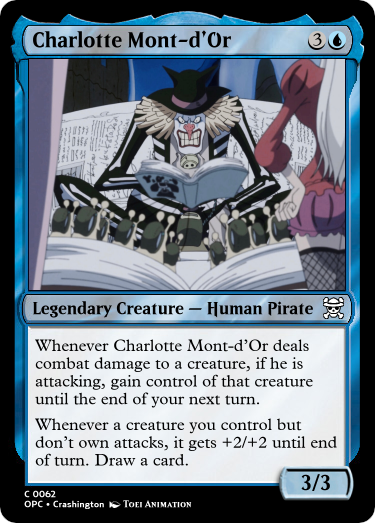 Charlotte Mont-d'Or 3
Legendary Creature — Human Pirate
Whenever Charlotte Mont-d'Or deals
combat damage to a creature, if he is
attacking, gain control of that creature
until the end of your next turn.
Whenever a creature you control but
don't own attacks, it gets +2/+2 until end
of turn. Draw a card.
3/3
C 0062
OPC • Crashington TOEI ANIMATION